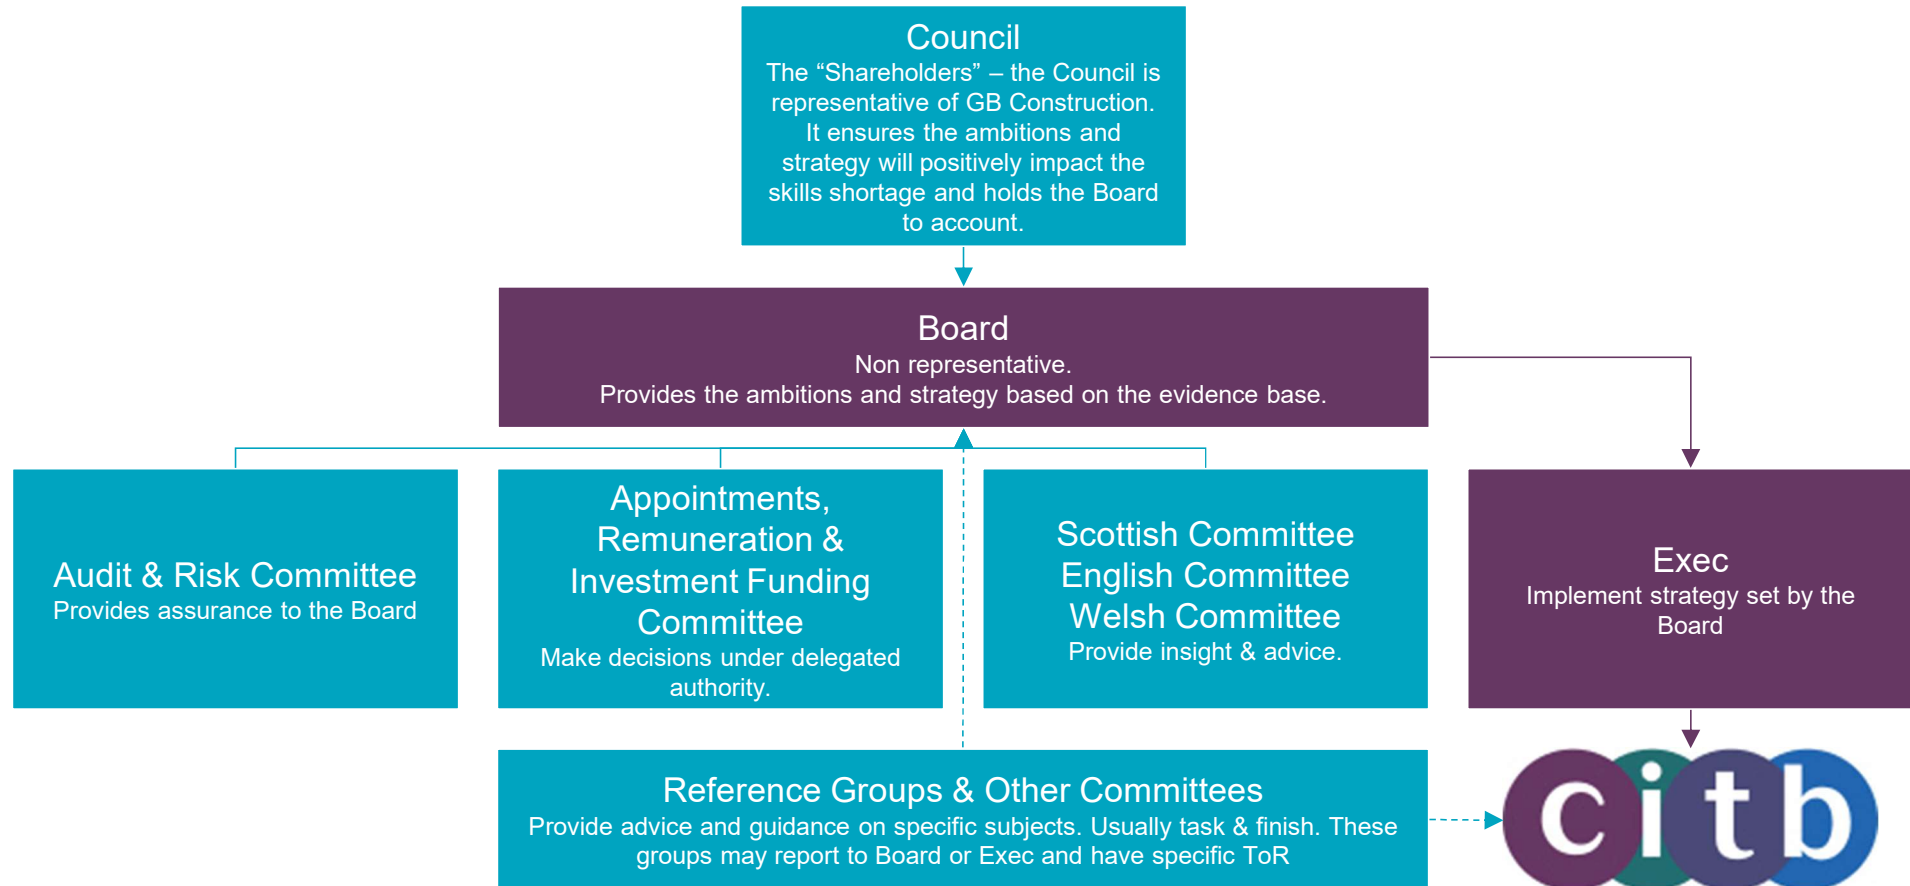 Council
The “Shareholders” – the Council is
representative of GB Construction.
It ensures the ambitions and
strategy will positively impact the
skills shortage and holds the Board
to account.
Board
Non representative.
Provides the ambitions and strategy based on the evidence base.
Audit & Risk Committee
Provides assurance to the Board
Appointments,
Remuneration &
Investment Funding
Committee
Make decisions under delegated
authority.
Scottish Committee
English Committee
Welsh Committee
Provide insight & advice.
Exec
Implement strategy set by the
Board
Reference Groups & Other Committees
Provide advice and guidance on specific subjects. Usually task & finish. These
groups may report to Board or Exec and have specific ToR
citb